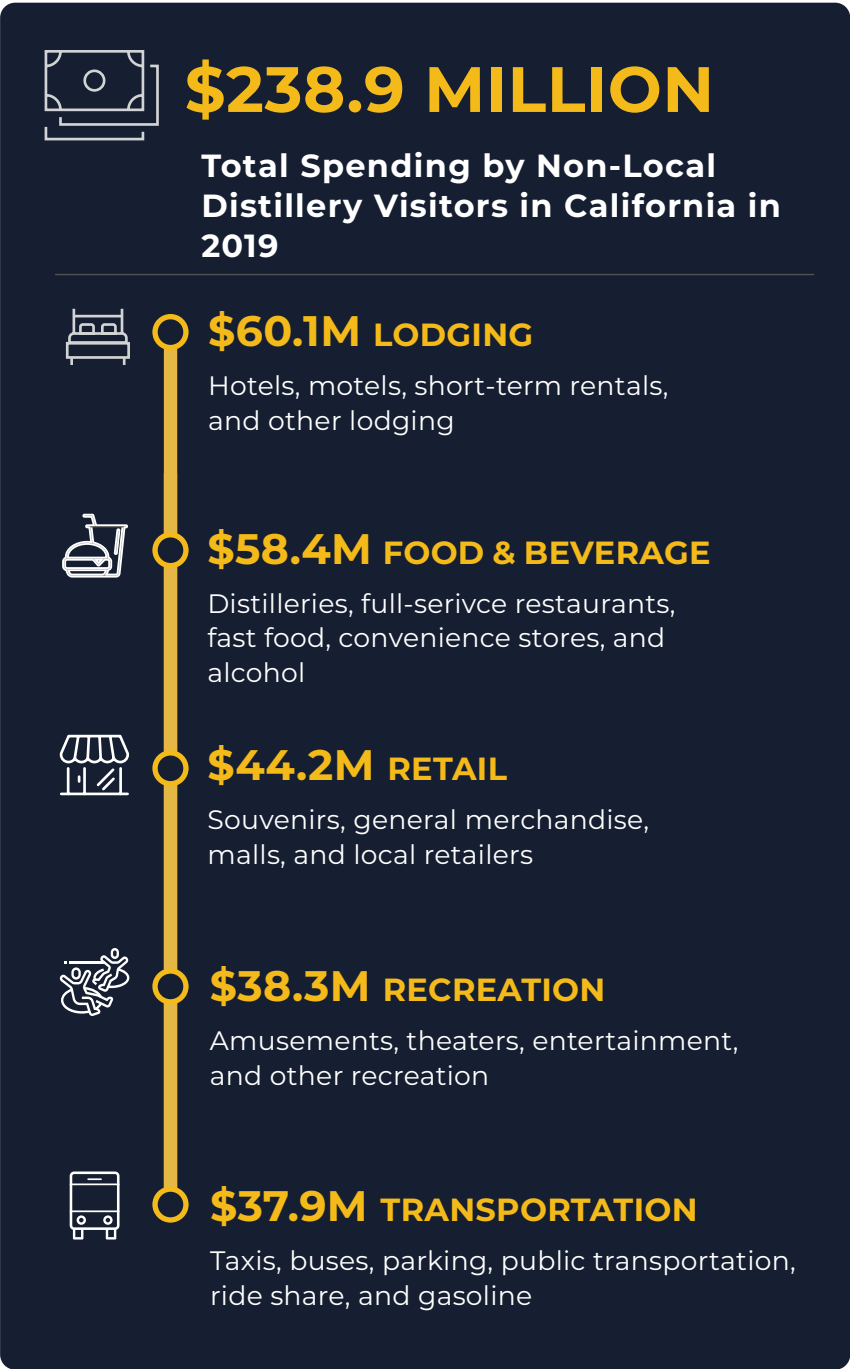 $238.9 MILLION
Total Spending by Non-Local
Distillery Visitors in California in
2019
$60.1M LODGING
Hotels, motels, short-term rentals,
and other lodging
$58.4M FOOD & BEVERAGE
Distilleries, full-serivce restaurants,
fast food, convenience stores, and
alcohol
$44.2M RETAIL
Souvenirs, general merchandise,
malls, and local retailers
$38.3M RECREATION
Amusements, theaters, entertainment,
and other recreation
$37.9M TRANSPORTATION
Taxis, buses, parking, public transportation,
ride share, and gasoline